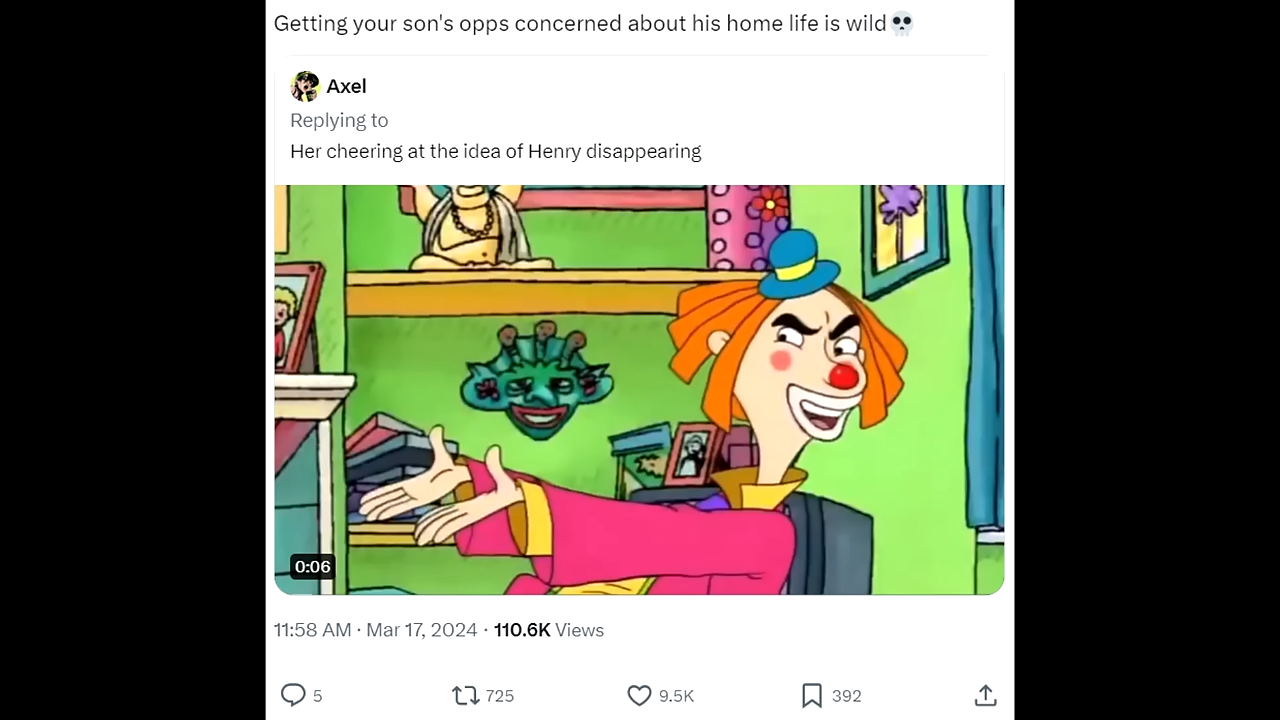 Getting your son's opps concerned about his home life is wild💀
Axel
Replying to
Her cheering at the idea of Henry disappearing
0:06
11:58 AM · Mar 17, 2024 · 110.6K Views
5 725 9.5K 392